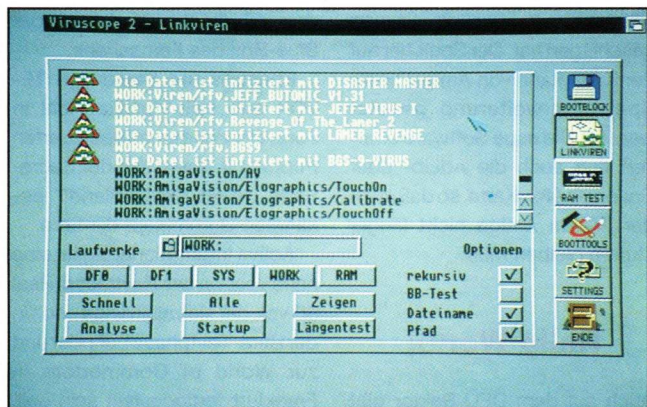 Viruscope 2 - Linkviren
Die Datei ist infiziert mit DISASTER MASTER
WORK:Viren/rfv.JEFF_BUTONIC_V1.31
Die Datei ist infiziert mit JEFF-VIRUS I
WORK:Viren/rfv.Revenge_Of_The_Lamer_2
Die Datei ist infiziert mit LAMER REVENGE
WORK:Viren/rfv.BGS9
Die Datei ist infiziert mit BGS-9-VIRUS
WORK:AmigaVision/AV
WORK:AmigaVision/Elographics/TouchOn
WORK:AmigaVision/Elographics/Calibrate
WORK:AmigaVision/Elographics/TouchOff
Laufwerke WORK: Optionen
DF0 DF1 SYS WORK RAM rekursiv
Schnell Alle Zeigen BB-Test
Dateiname
Analyse Startup Längentest Pfad
BOOTBLOCK
LINKVIREN
RAM TEST
BOOTTOOLS
SETTINGS
ENDE